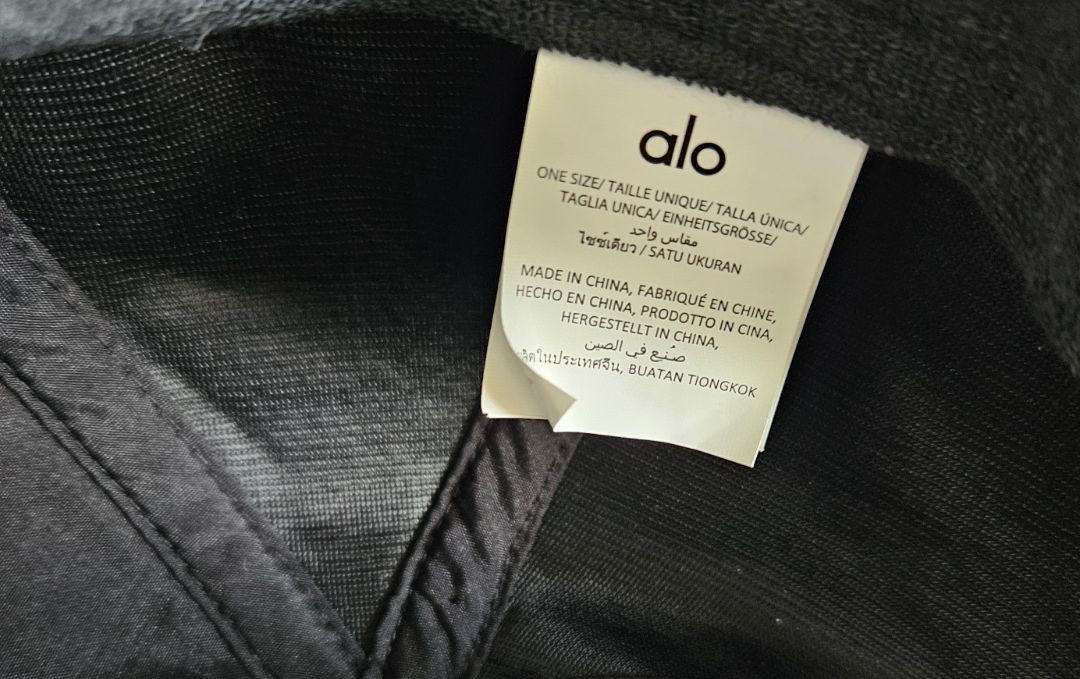 alo
ONE SIZE/ TAILLE UNIQUE/ TALLA ÚNICA/
TAGLIA UNICA/ EINHEITSGRÖSSE/
مقاس واحد
ไซซ์เดียว / SATU UKURAN
MADE IN CHINA, FABRIQUÉ EN CHINE,
HECHO EN CHINA, PRODOTTO IN CINA,
HERGESTELLT IN CHINA,
صُنِع في الصين
ผลิตในประเทศจีน, BUATAN TIONGKOK